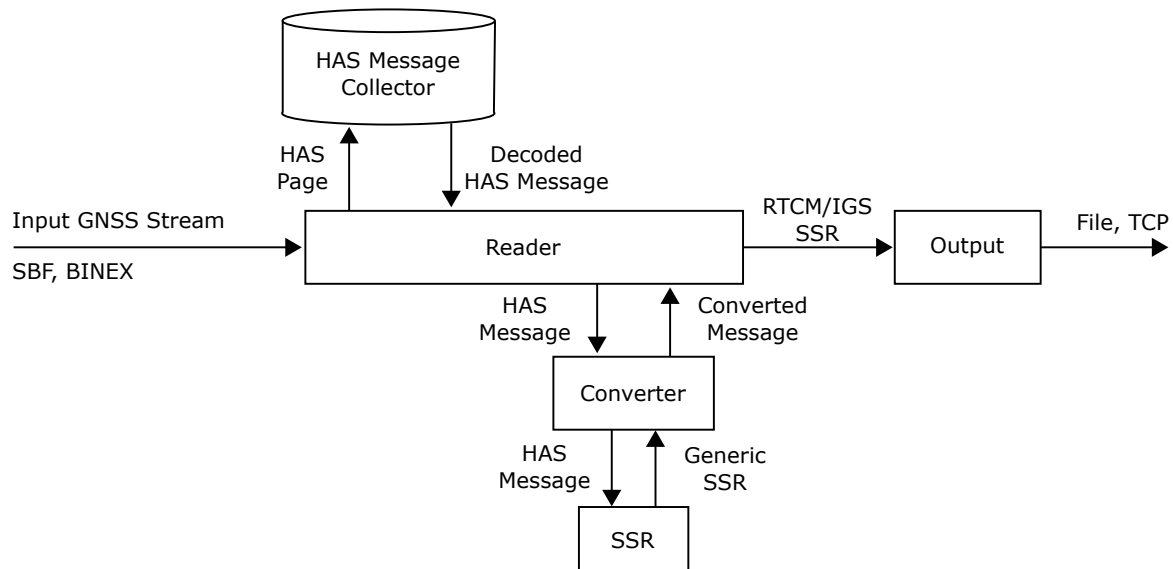 HAS Message
Collector
HAS
Page
Decoded
HAS Message
Input GNSS Stream
SBF, BINEX
Reader
RTCM/IGS
SSR
Output
File, TCP
HAS
Message
Converted
Message
Converter
HAS
Message
Generic
SSR
SSR